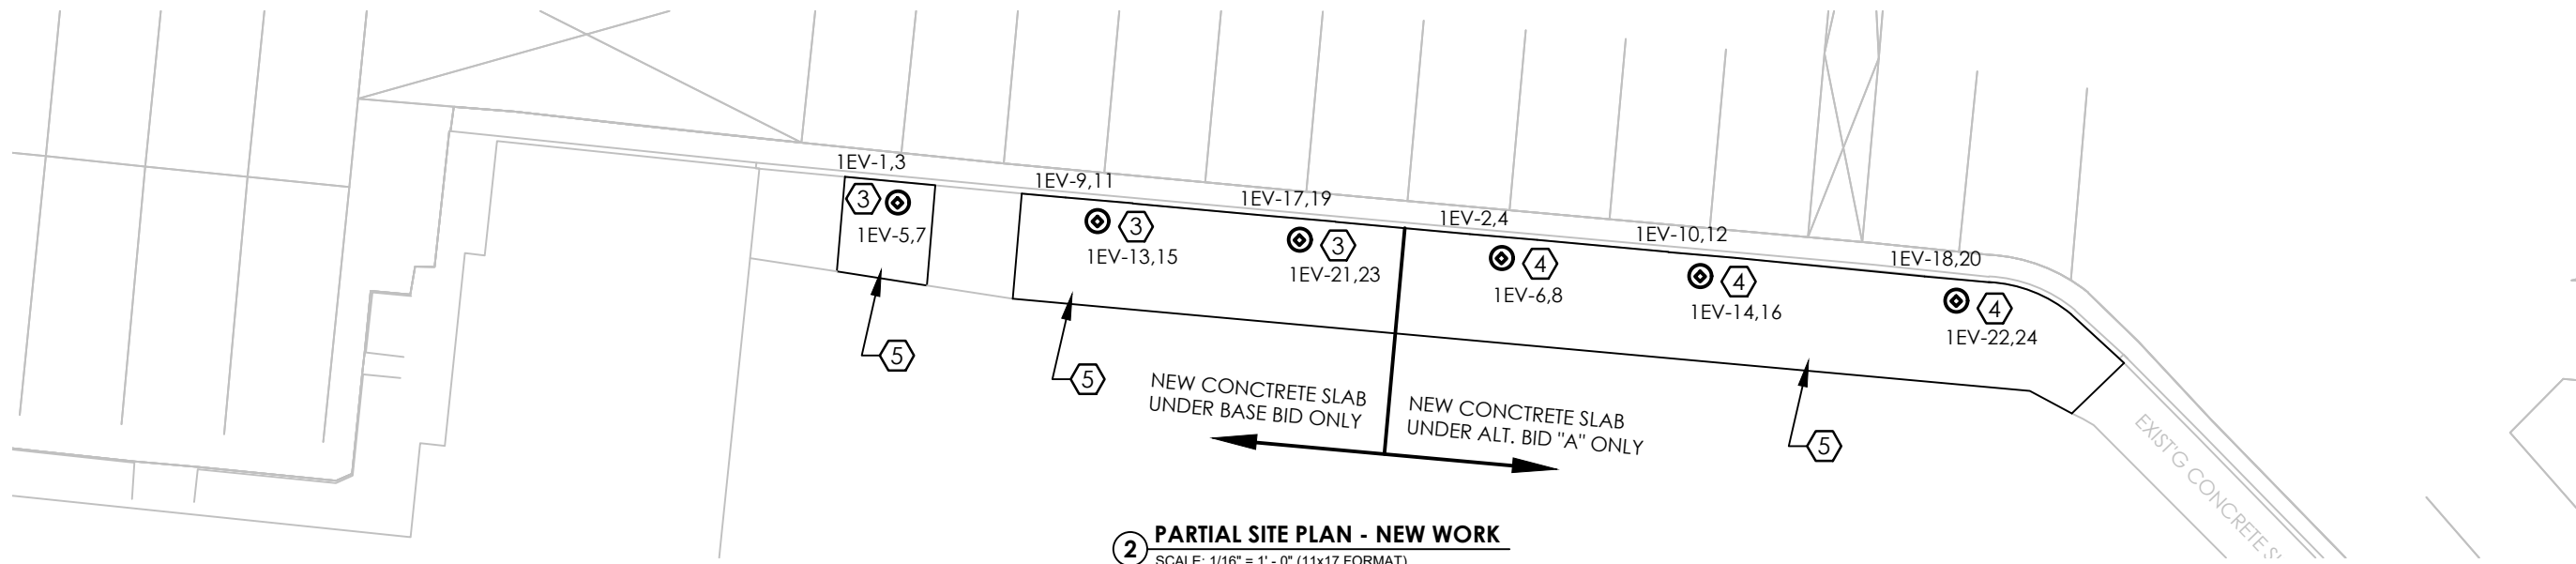 1EV-1,3
3
1EV-5,7
1EV-9,11
3
1EV-13,15
1EV-17,19
3
1EV-21,23
1EV-2,4
4
1EV-6,8
1EV-10,12
4
1EV-14,16
1EV-18,20
4
1EV-22,24
5
5
5
NEW CONCTRETE SLAB
UNDER BASE BID ONLY
NEW CONCTRETE SLAB
UNDER ALT. BID "A" ONLY
EXIST'G CONCRETE
2
PARTIAL SITE PLAN - NEW WORK
SCALE: 1/16" = 1' - 0" (11x17 FORMAT)